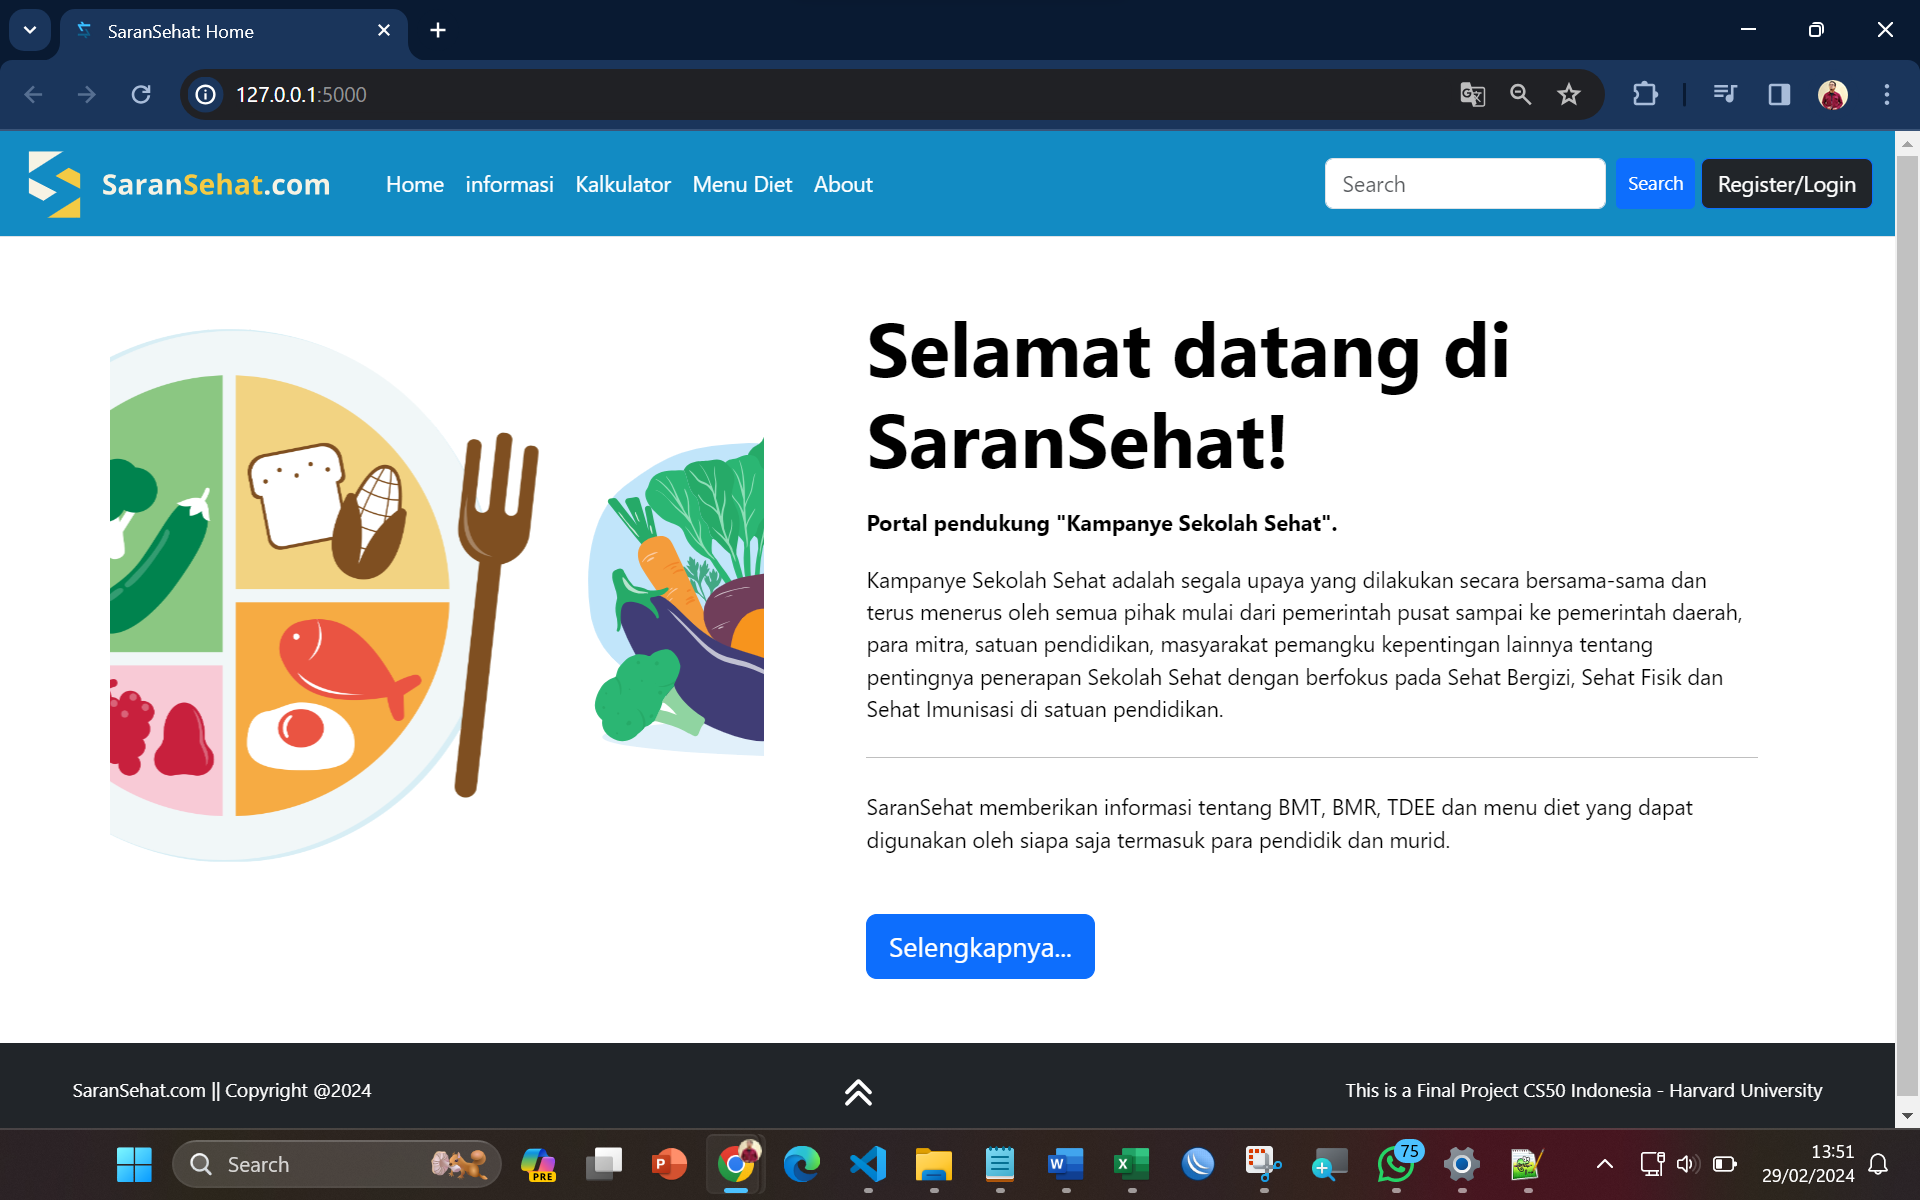 SaranSehat: Home
127.0.0.1:5000
SaranSehat.com
Home informasi Kalkulator Menu Diet About
Search
Search
Register/Login
Selamat datang di
SaranSehat!
Portal pendukung "Kampanye Sekolah Sehat".
Kampanye Sekolah Sehat adalah segala upaya yang dilakukan secara bersama-sama dan
terus menerus oleh semua pihak mulai dari pemerintah pusat sampai ke pemerintah daerah,
para mitra, satuan pendidikan, masyarakat pemangku kepentingan lainnya tentang
pentingnya penerapan Sekolah Sehat dengan berfokus pada Sehat Bergizi, Sehat Fisik dan
Sehat Imunisasi di satuan pendidikan.
SaranSehat memberikan informasi tentang BMT, BMR, TDEE dan menu diet yang dapat
digunakan oleh siapa saja termasuk para pendidik dan murid.
Selengkapnya...
SaranSehat.com || Copyright @2024
This is a Final Project CS50 Indonesia - Harvard University
Search
PRE
P
W
X
75
13:51
29/02/2024